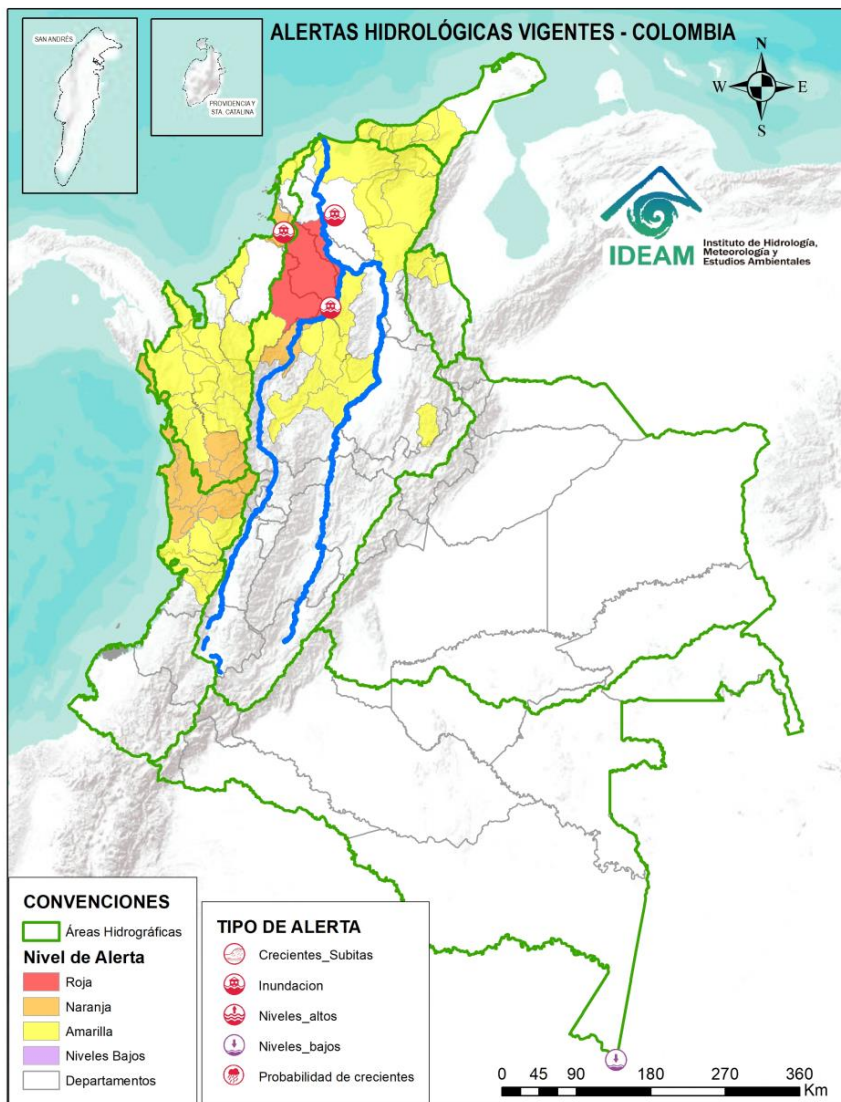 ALERTAS HIDROLÓGICAS VIGENTES - COLOMBIA
SAN ANDRÉS
PROVIDENCIA Y
STA. CATALINA
N
W
E
S
IDEAM
Instituto de Hidrología,
Meteorología y
Estudios Ambientales
CONVENCIONES
Áreas Hidrográficas
Nivel de Alerta
Roja
Naranja
Amarilla
Niveles Bajos
Departamentos
TIPO DE ALERTA
Crecientes_Subitas
Inundacion
Niveles_altos
Niveles_bajos
Probabilidad de crecientes
0 45 90 180 270 360
Km